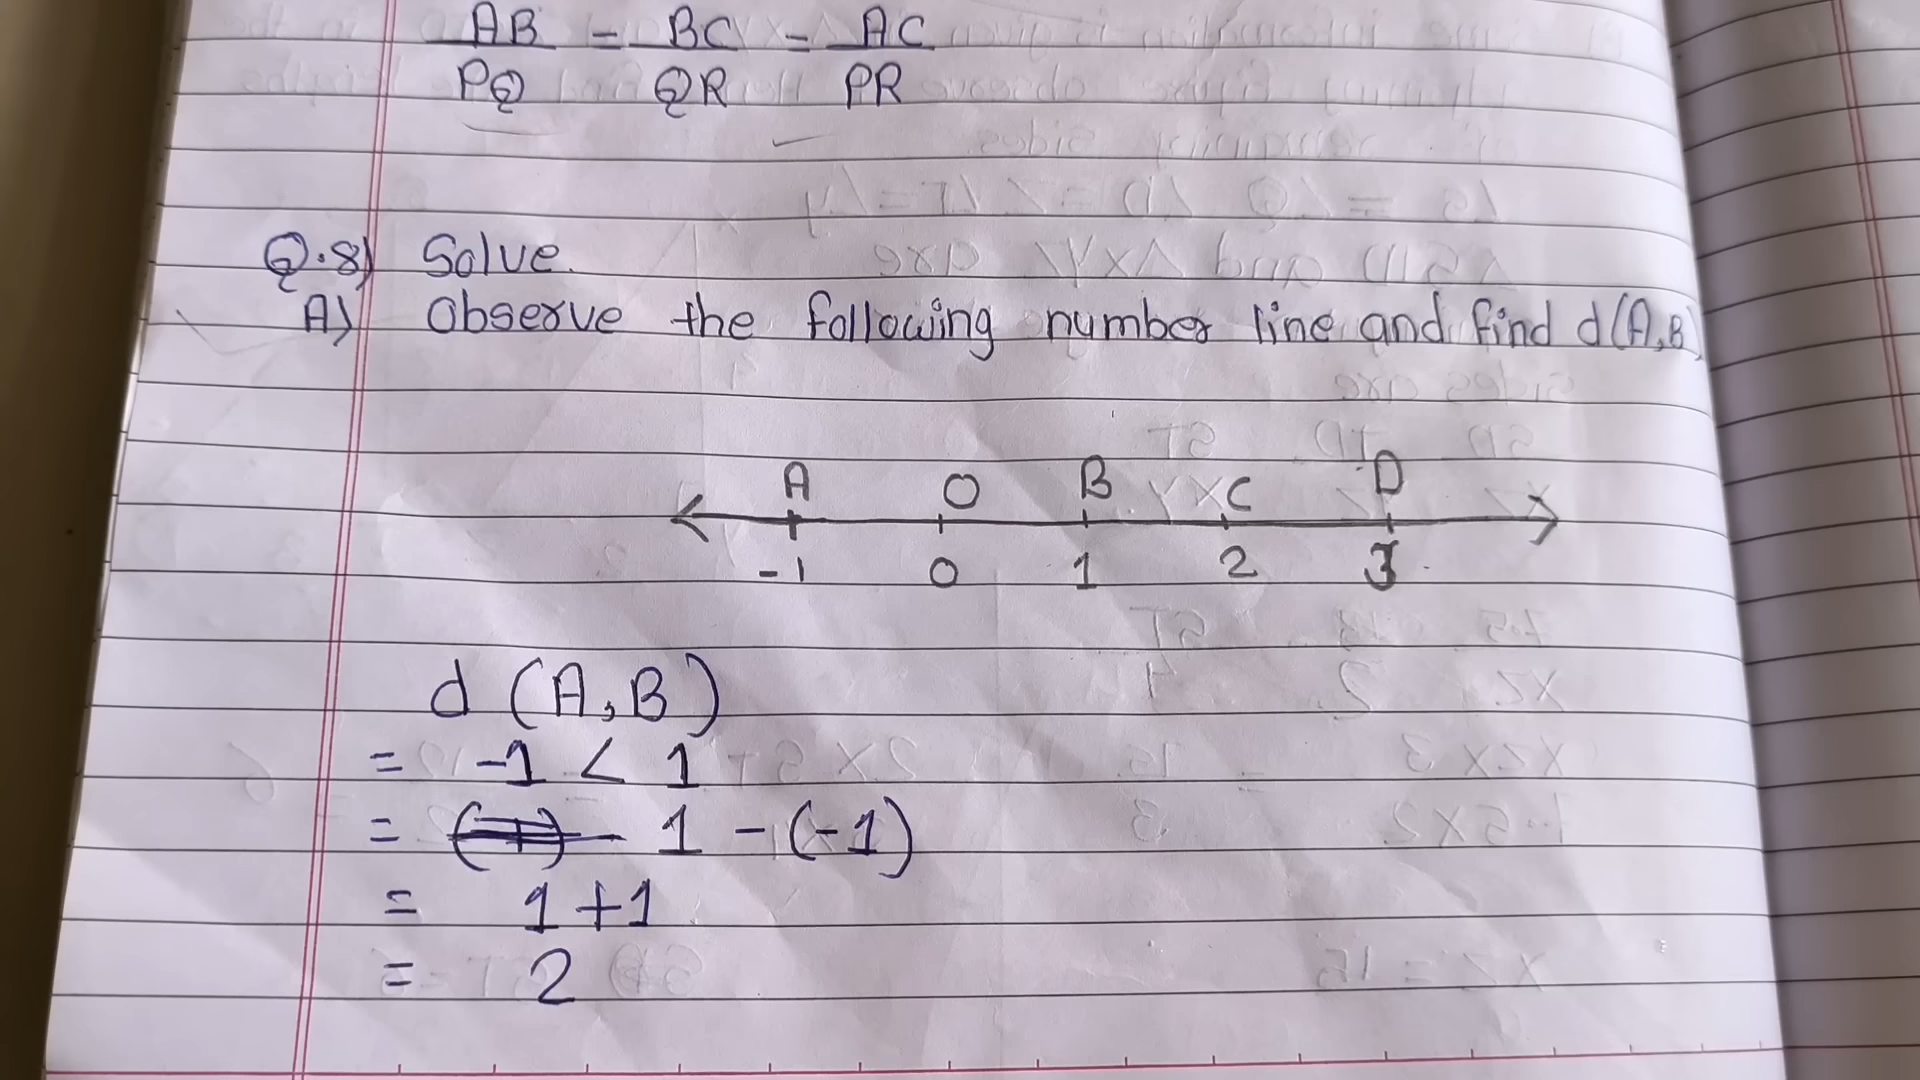 AB = BC = AC
PQ QR PR
Q.8) Solve.
A) Observe the following number line and find d(A,B)
A O B C D
-1 0 1 2 3
d (A,B)
= -1 < 1
= 1 - (-1)
= 1+1
= 2